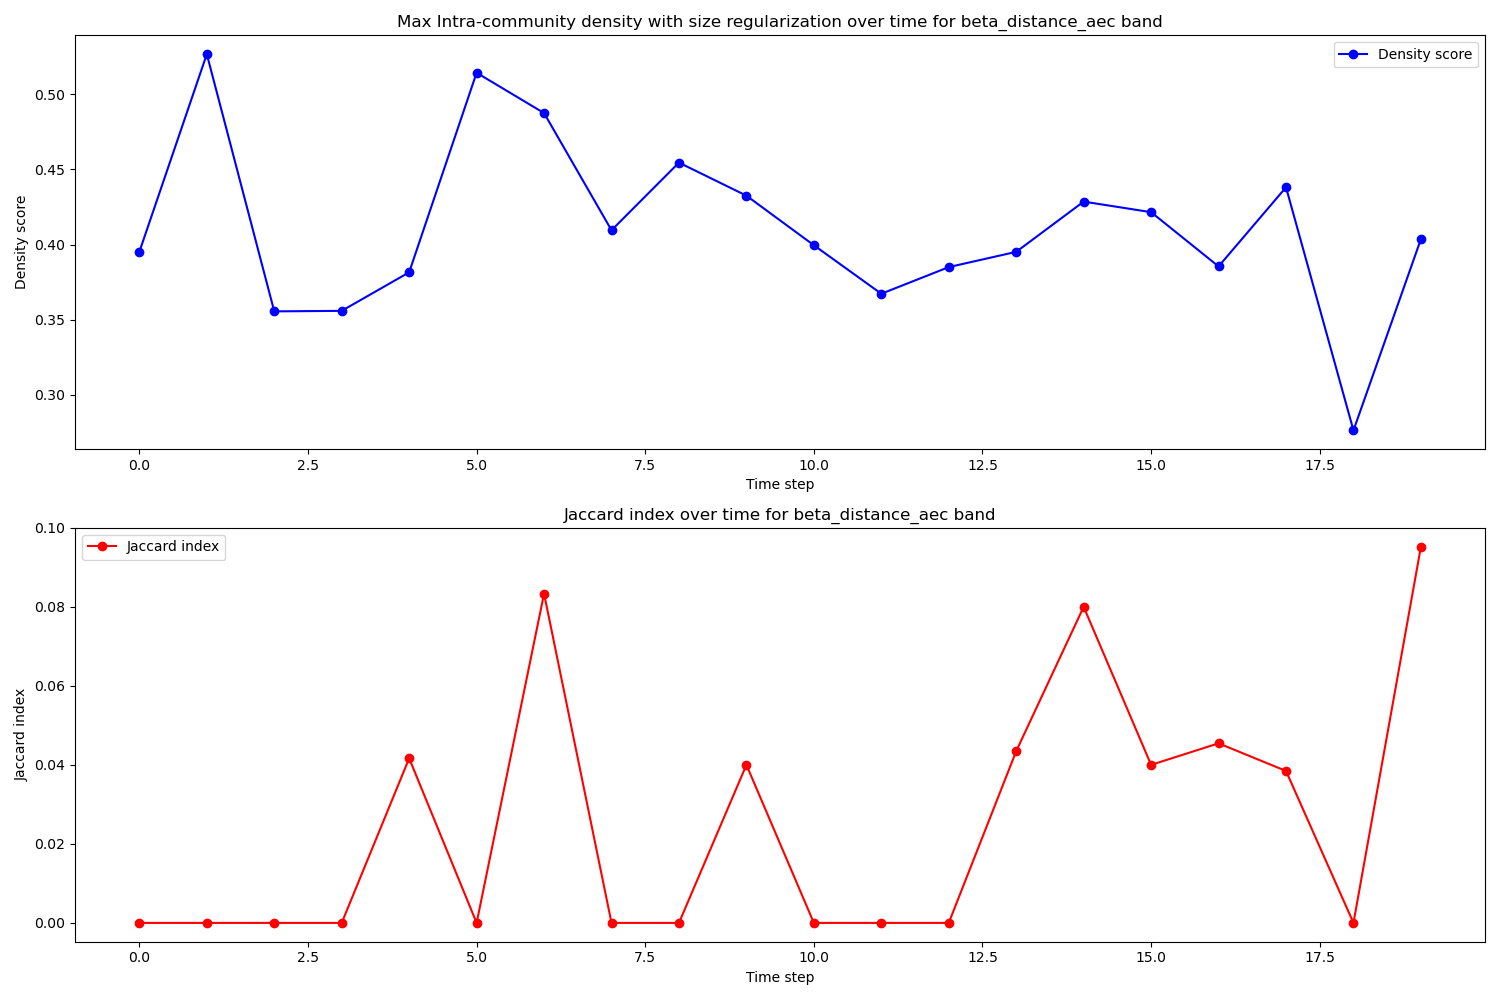 Max Intra-community density with size regularization over time for beta_distance_aec band
Density score
0.50
0.45
0.40
0.35
0.30
Density score
0.0 2.5 5.0 7.5 10.0 12.5 15.0 17.5
Time step
Jaccard index over time for beta_distance_aec band
Jaccard index
0.10
0.08
0.06
0.04
0.02
0.00
Jaccard index
0.0 2.5 5.0 7.5 10.0 12.5 15.0 17.5
Time step